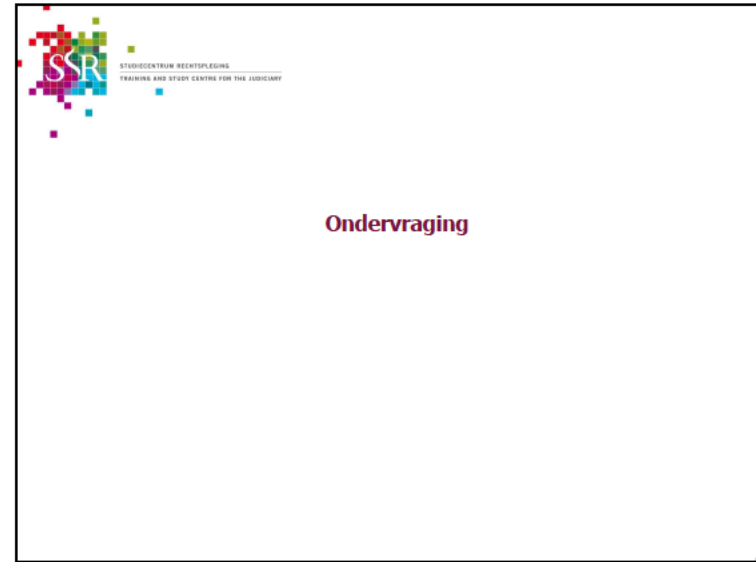 SSR
STUDIECENTRUM RECHTSPLEGING
TRAINING AND STUDY CENTRE FOR THE JUDICIARY
Ondervraging